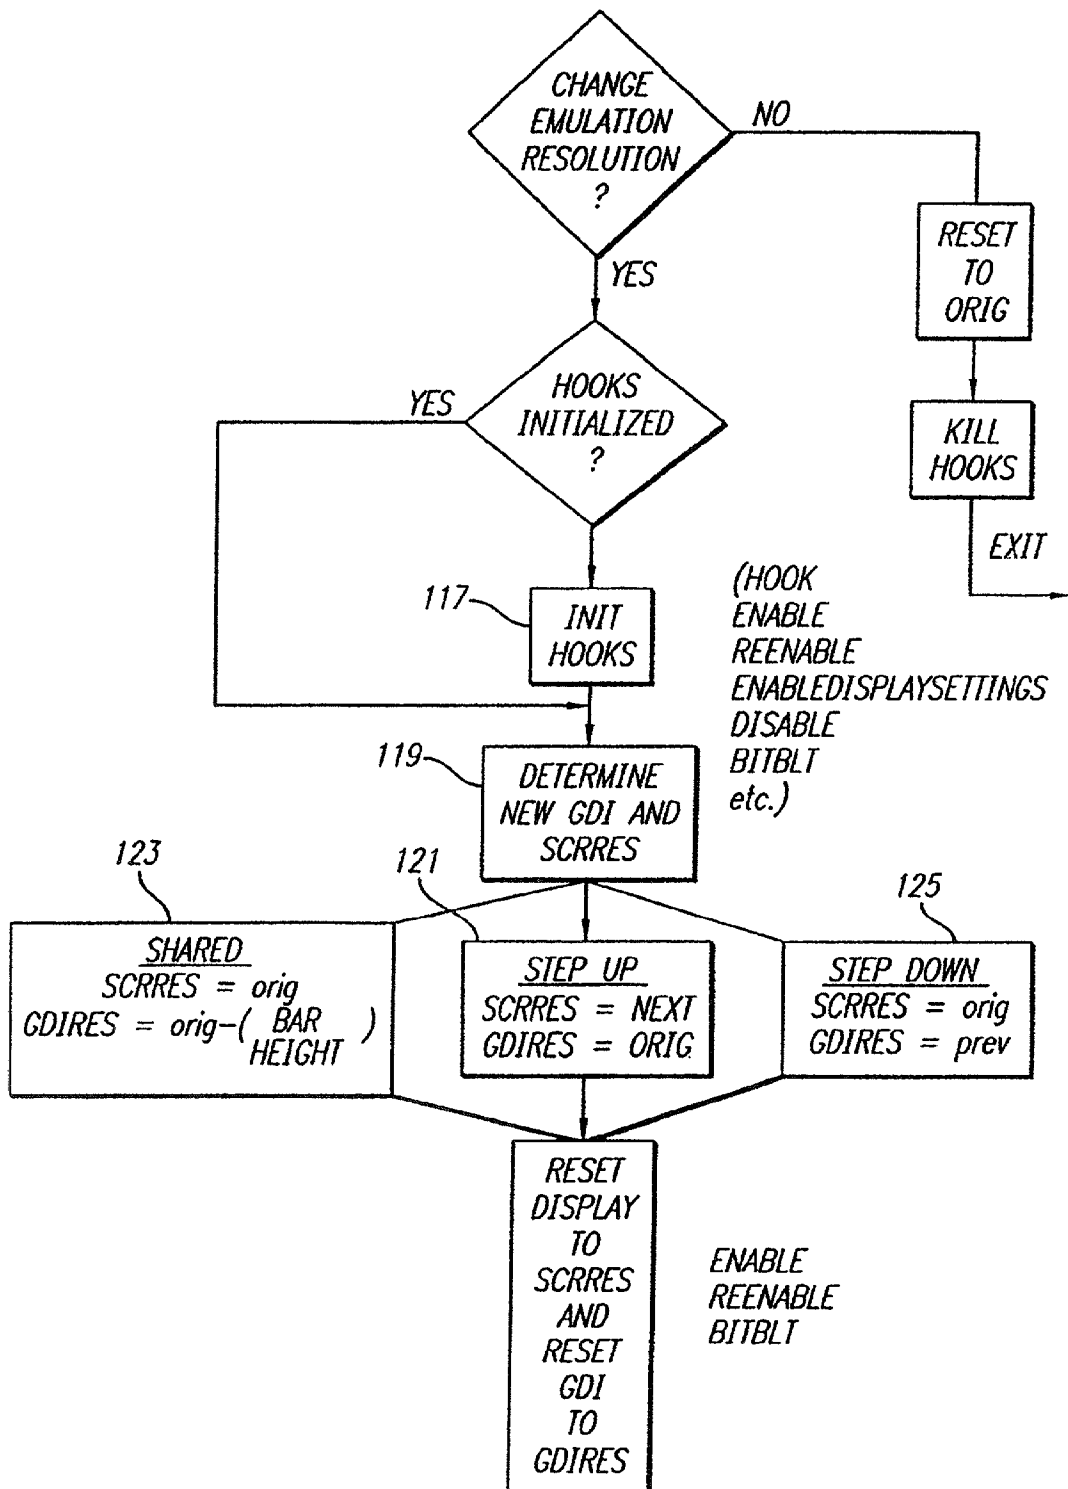 CHANGE
EMULATION
RESOLUTION
?
NO
YES
RESET
TO
ORIG
HOOKS
INITIALIZED
?
YES
KILL
HOOKS
EXIT
117
INIT
HOOKS
(HOOK
ENABLE
REENABLE
ENABLEDISPLAYSETTINGS
DISABLE
BITBLT
etc.)
119
DETERMINE
NEW GDI AND
SCRRES
123
SHARED
SCRRES = orig
GDIRES = orig-( BAR
HEIGHT )
121
STEP UP
SCRRES = NEXT
GDIRES = ORIG
125
STEP DOWN
SCRRES = orig
GDIRES = prev
RESET
DISPLAY
TO
SCRRES
AND
RESET
GDI
TO
GDIRES
ENABLE
REENABLE
BITBLT